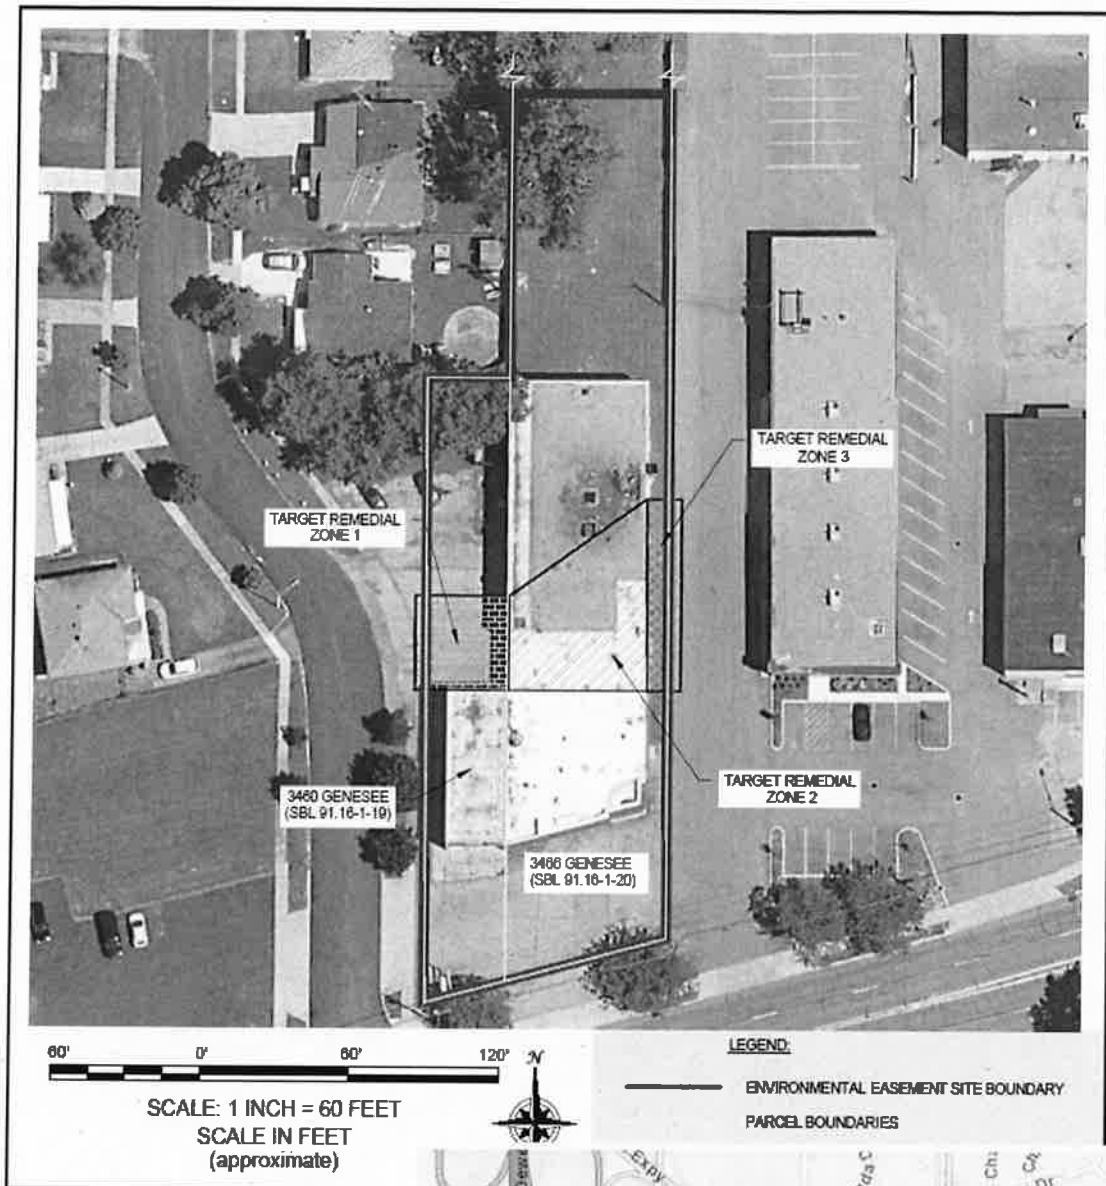 TARGET REMEDIAL
ZONE 3
TARGET REMEDIAL
ZONE 1
TARGET REMEDIAL
ZONE 2
3460 GENESEE
(SBL 91.16-1-19)
3466 GENESEE
(SBL 91.16-1-20)
60'
0'
60'
120'
SCALE: 1 INCH = 60 FEET
SCALE IN FEET
(approximate)
N
LEGEND:
ENVIRONMENTAL EASEMENT SITE BOUNDARY
PARCEL BOUNDARIES
Expy